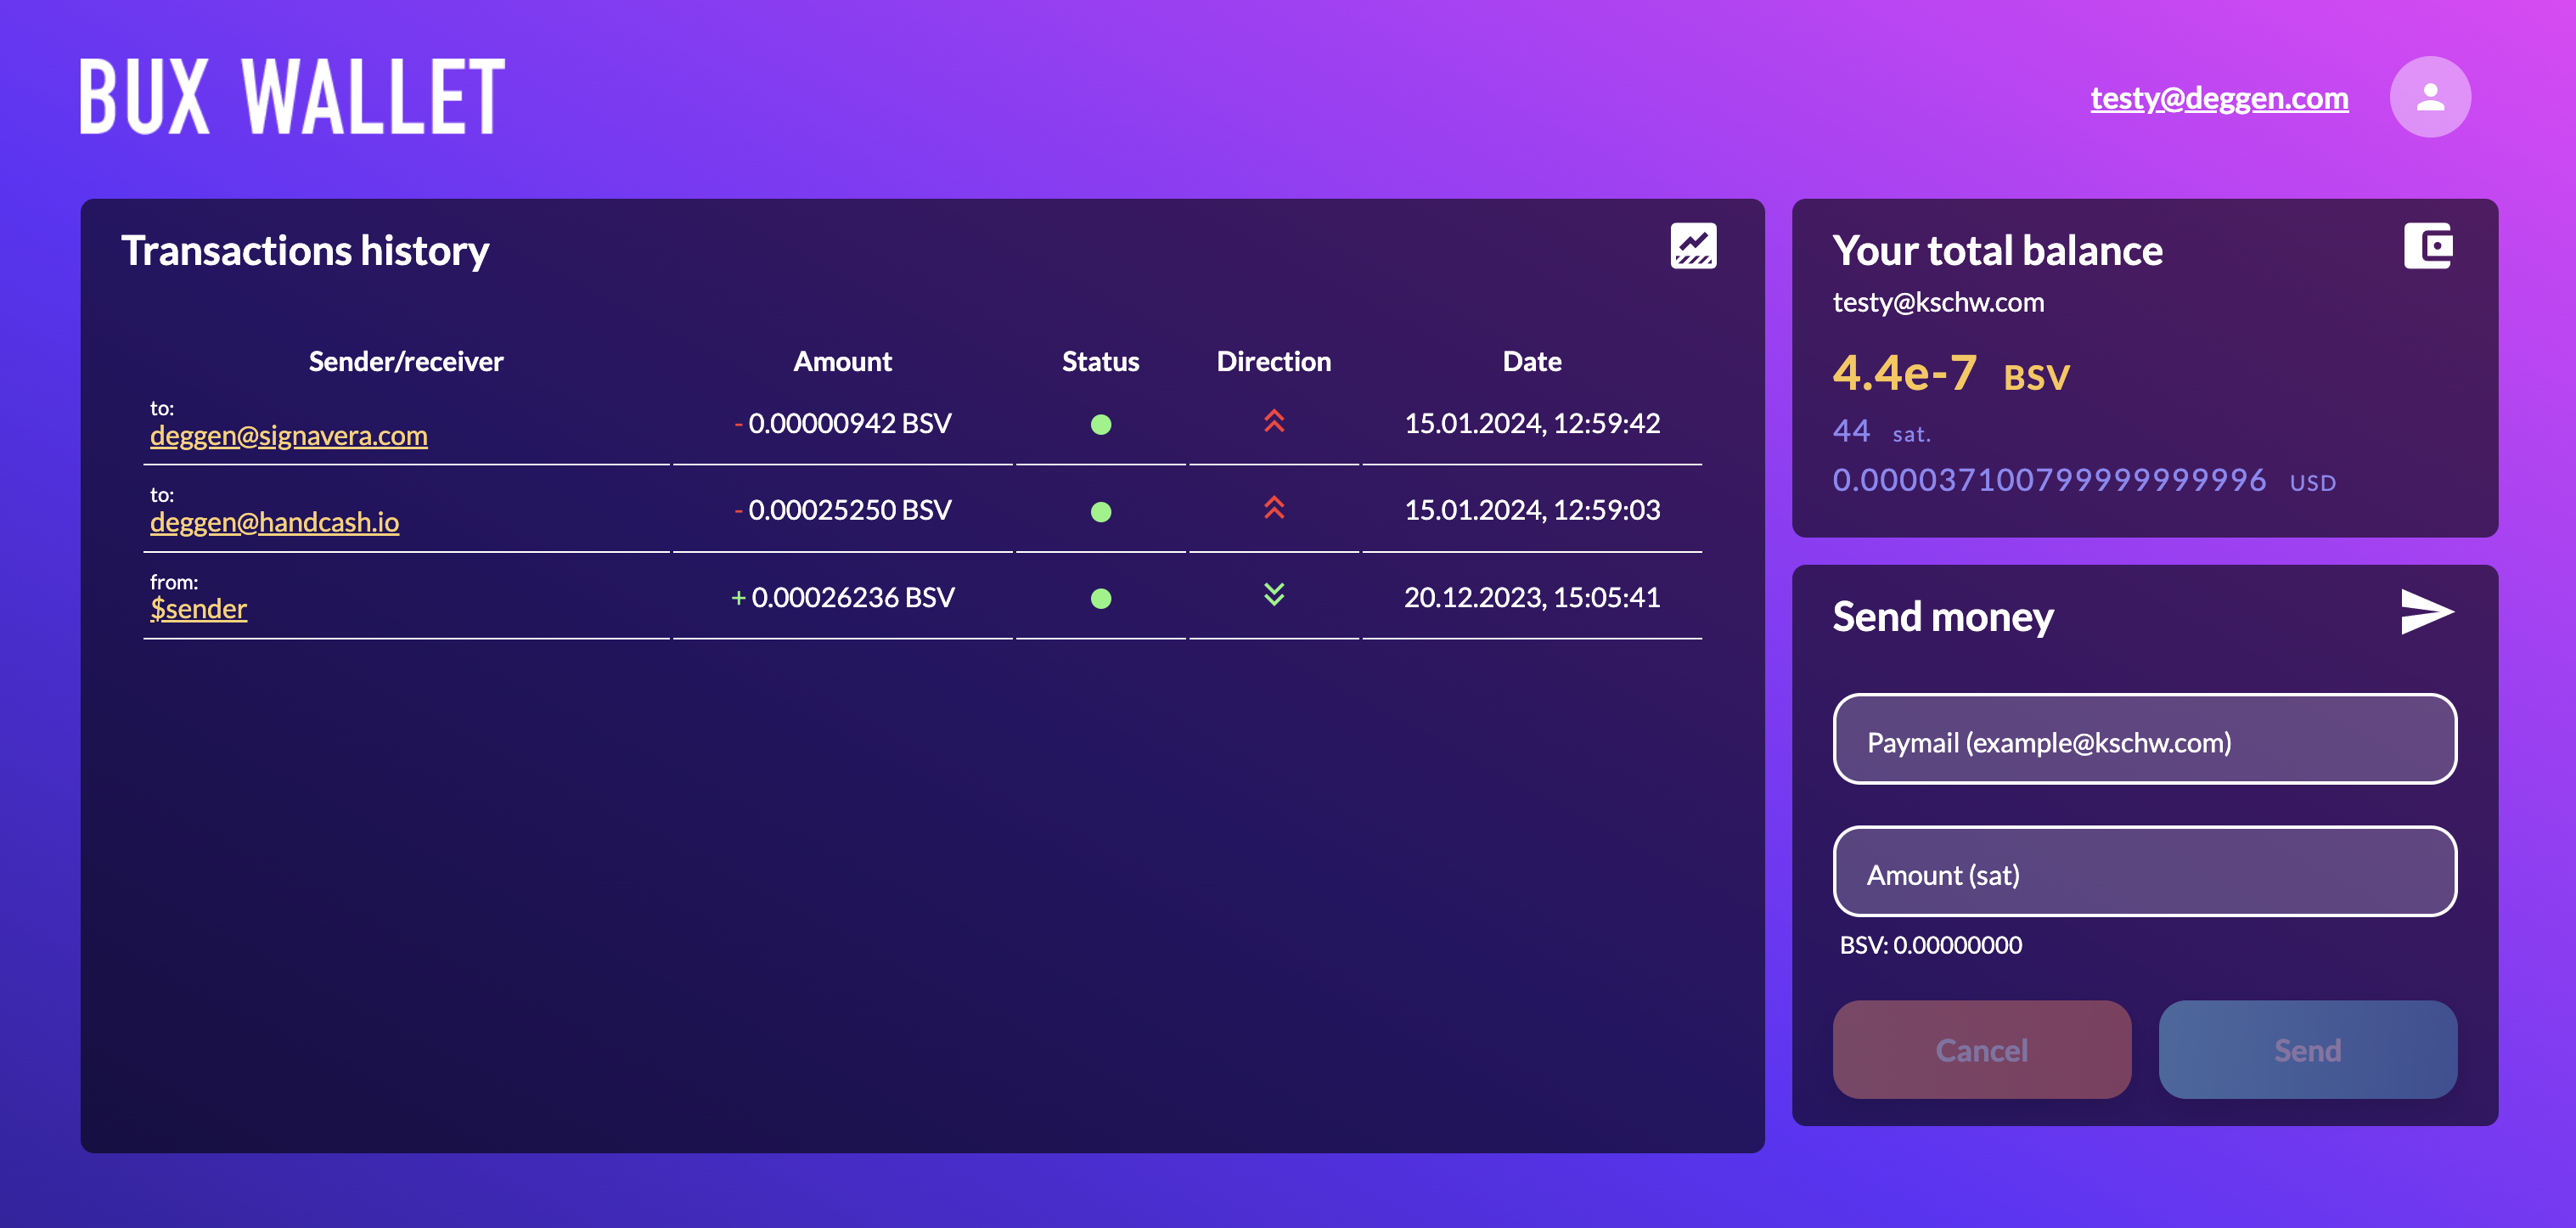 BUX WALLET
testy@deggen.com
Transactions history
Sender/receiver Amount Status Direction Date
to:
deggen@signavera.com - 0.00000942 BSV 15.01.2024, 12:59:42
to:
deggen@handcash.io - 0.00025250 BSV 15.01.2024, 12:59:03
from:
$sender + 0.00026236 BSV 20.12.2023, 15:05:41
Your total balance
testy@kschw.com
4.4e-7 BSV
44 sat.
0.0000371007999999999996 USD
Send money
Paymail (example@kschw.com)
Amount (sat)
BSV: 0.00000000
Cancel Send